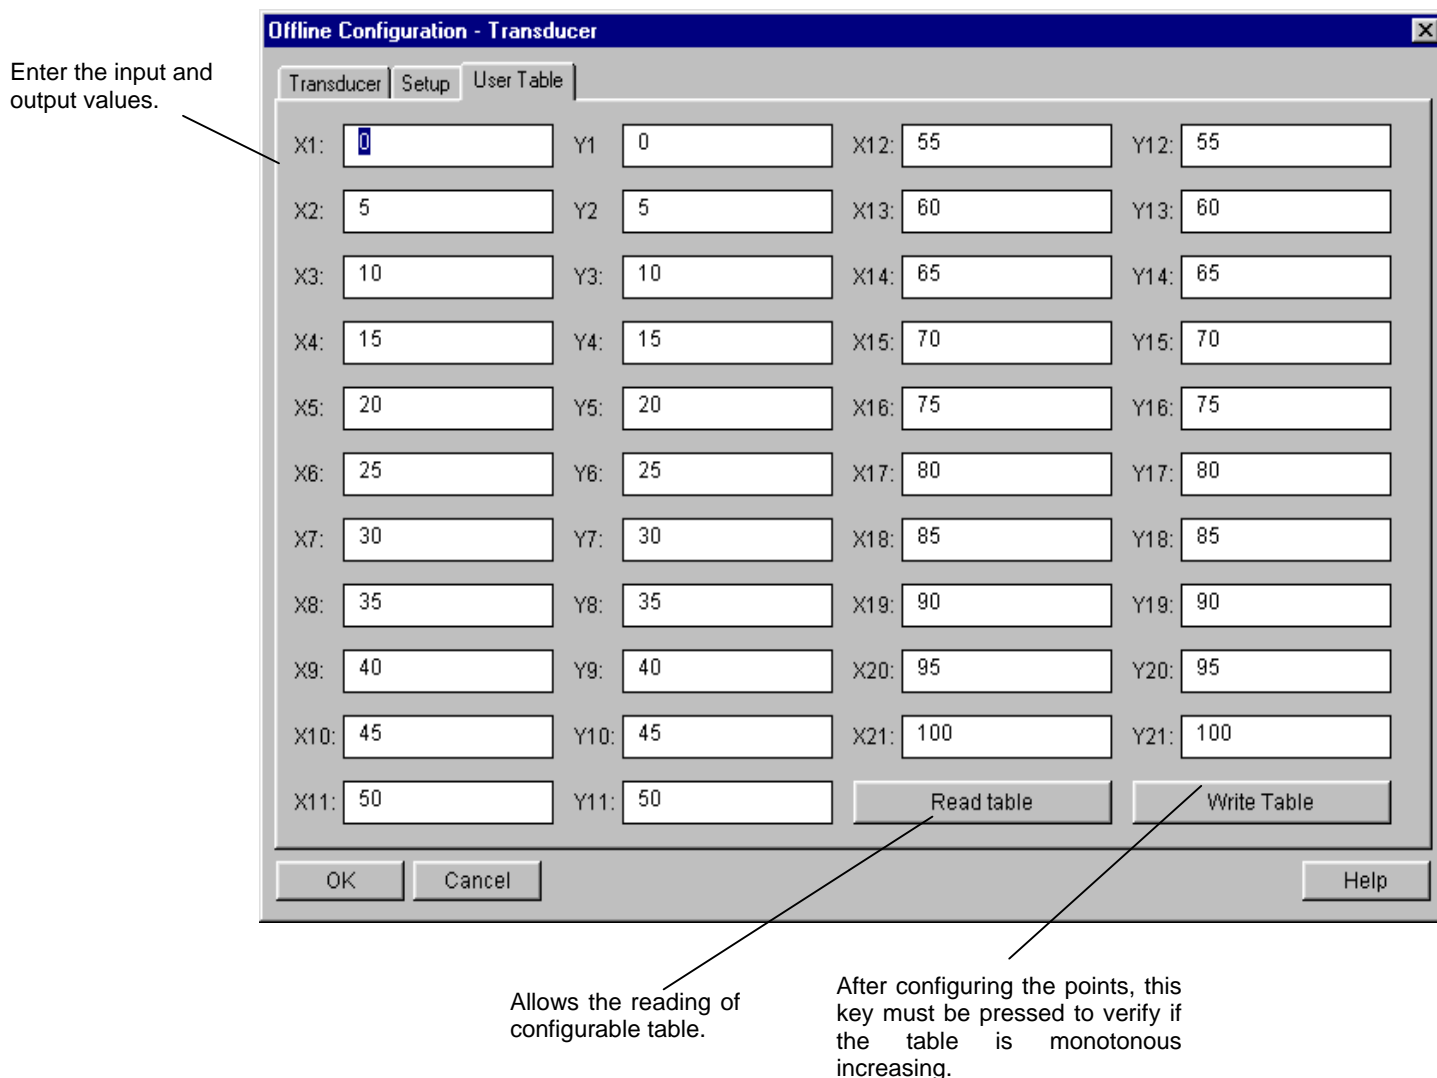 Offline Configuration - Transducer
Enter the input and
output values.
Transducer Setup User Table
X1: 0 Y1 0 X12: 55 Y12: 55
X2: 5 Y2 5 X13: 60 Y13: 60
X3: 10 Y3: 10 X14: 65 Y14: 65
X4: 15 Y4: 15 X15: 70 Y15: 70
X5: 20 Y5: 20 X16: 75 Y16: 75
X6: 25 Y6: 25 X17: 80 Y17: 80
X7: 30 Y7: 30 X18: 85 Y18: 85
X8: 35 Y8: 35 X19: 90 Y19: 90
X9: 40 Y9: 40 X20: 95 Y20: 95
X10: 45 Y10: 45 X21: 100 Y21: 100
X11: 50 Y11: 50 Read table Write Table
OK Cancel Help
Allows the reading of
configurable table.
After configuring the points, this
key must be pressed to verify if
the table is monotonous
increasing.